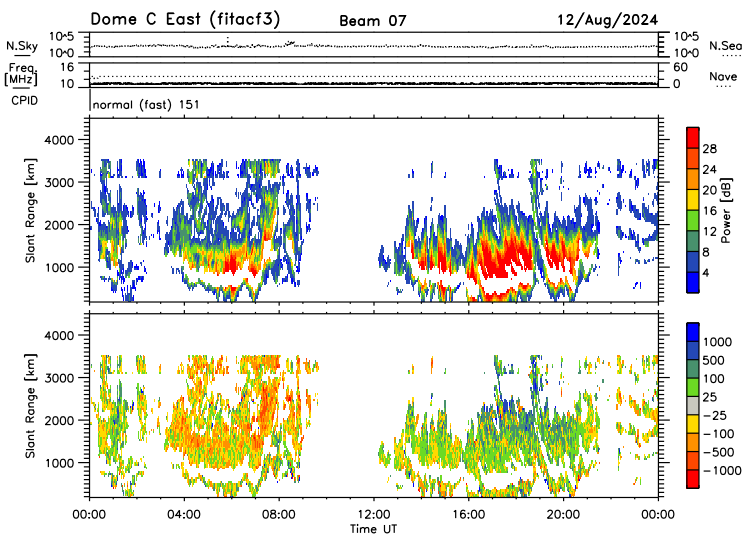 Dome C East (fitacf3) Beam 07 12/Aug/2024
N.Sky 10^5 10^5 N.Sea
10^0 10^0
Freq 16 60 Nave
[MHz] 10 0
CPID normal (fast) 151
4000
3000
2000
1000
Slant Range [km]
28
24
20
16
12
8
4
Power [dB]
4000
3000
2000
1000
Slant Range [km]
1000
500
100
25
−25
−100
−500
−1000
00:00 04:00 08:00 12:00 16:00 20:00 00:00
Time UT